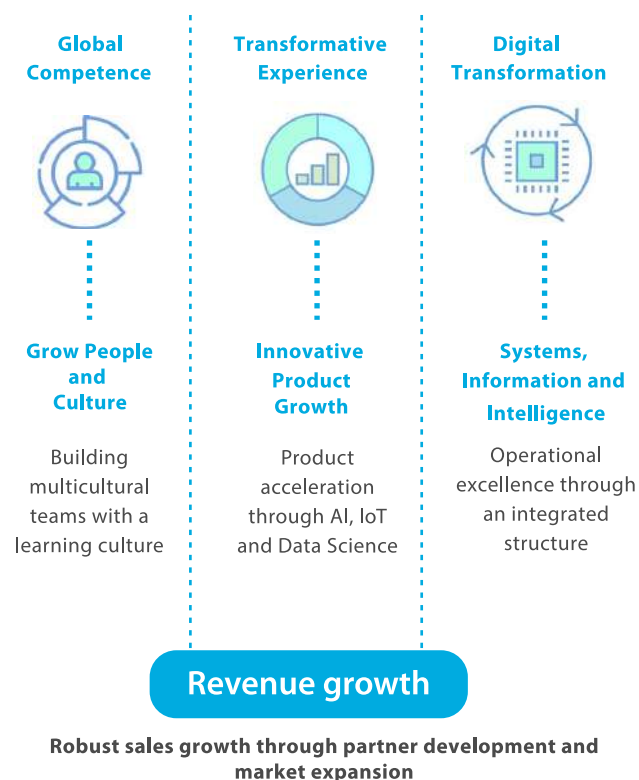 Global
Competence
Transformative
Experience
Digital
Transformation
Grow People
and
Culture
Innovative
Product
Growth
Systems,
Information and
Intelligence
Building
multicultural
teams with a
learning culture
Product
acceleration
through AI, IoT
and Data Science
Operational
excellence through
an integrated
structure
Revenue growth
Robust sales growth through partner development and
market expansion